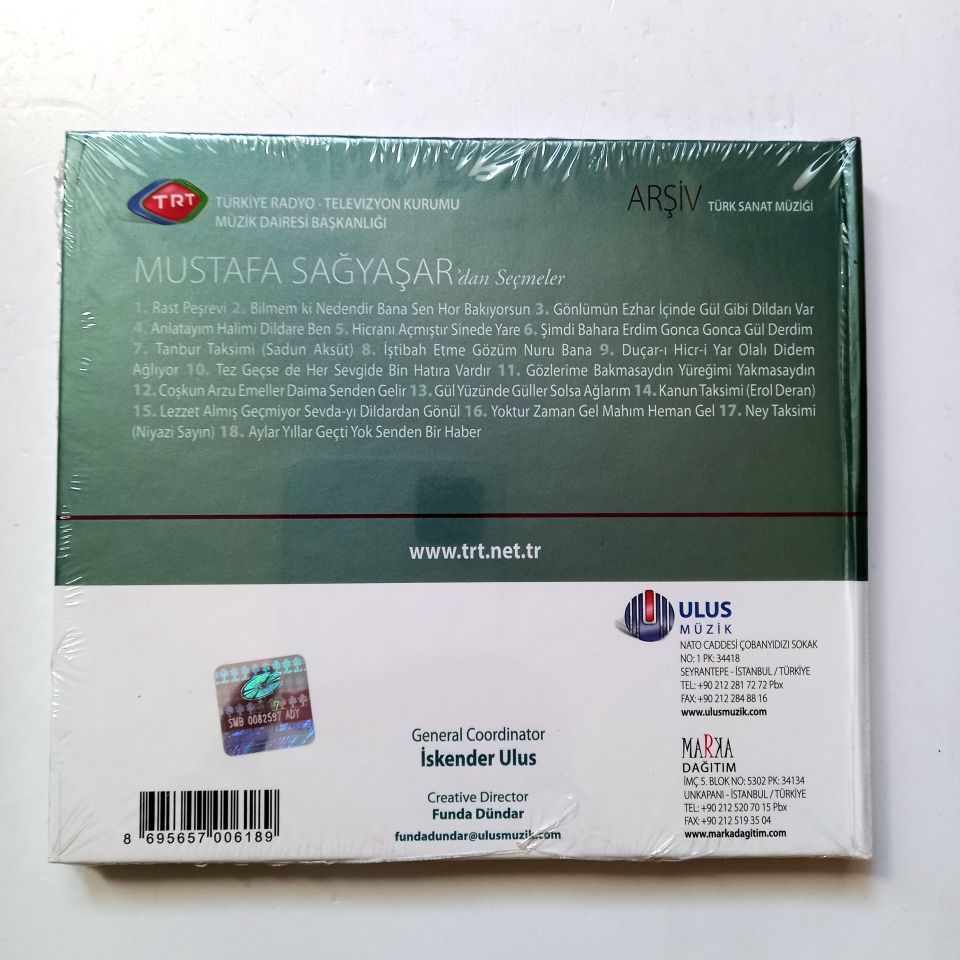 TRT
TÜRKİYE RADYO - TELEVİZYON KURUMU
MÜZİK DAİRESİ BAŞKANLIĞI
ARŞİV TÜRK SANAT MÜZİĞİ
MUSTAFA SAĞYAŞAR'dan Seçmeler
1. Rast Peşrevi 2. Bilmem ki Nedendir Bana Sen Hor Bakıyorsun 3. Gönlümün Ezhar İçinde Gül Gibi Dildarı Var
4. Anlatayım Halimi Dildare Ben 5. Hicranı Açmıştır Sinede Yare 6. Şimdi Bahara Erdim Gonca Gonca Gül Derdim
7. Tanbur Taksimi (Sadun Aksüt) 8. İştibah Etme Gözüm Nuru Bana 9. Duçar-ı Hicr-i Yar Olalı Didem
Ağlıyor 10. Tez Geçse de Her Sevgide Bin Hatıra Vardır 11. Gözlerime Bakmasaydın Yüreğimi Yakmasaydın
12. Coşkun Arzu Emeller Daima Senden Gelir 13. Gül Yüzünde Güller Solsa Ağlarım 14. Kanun Taksimi (Erol Deran)
15. Lezzet Almış Geçmiyor Sevda-yı Dildardan Gönül 16. Yoktur Zaman Gel Mahım Heman Gel 17. Ney Taksimi
(Niyazi Sayın) 18. Aylar Yıllar Geçti Yok Senden Bir Haber
www.trt.net.tr
ULUS
MÜZİK
NATO CADDESİ ÇOBANYIDIZI SOKAK
NO: 1 PK: 34418
SEYRANTEPE - İSTANBUL / TÜRKİYE
TEL: +90 212 281 72 72 Pbx
FAX: +90 212 284 88 16
www.ulusmuzik.com
SWB 0082597 ADY
General Coordinator
İskender Ulus
Creative Director
Funda Dündar
fundadundar@ulusmuzik.com
MARKA
DAĞITIM
İMÇ 5. BLOK NO: 5302 PK: 34134
UNKAPANI - İSTANBUL / TÜRKİYE
TEL: +90 212 520 70 15 Pbx
FAX: +90 212 519 35 04
www.markadagitim.com
8 695657 006189